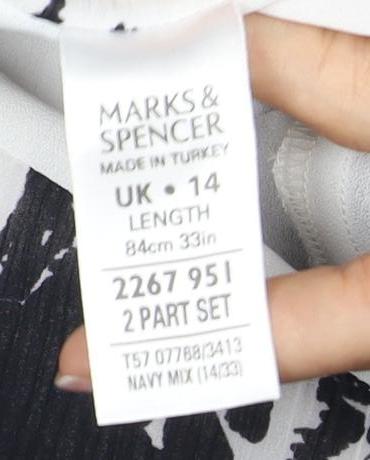 MARKS &
SPENCER
MADE IN TURKEY
UK • 14
LENGTH
84cm 33in
2267 951
2 PART SET
T57 07788/3413
NAVY MIX (14/33)